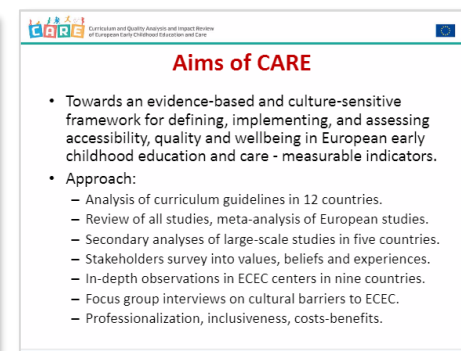 CARE Curriculum and Quality Analysis and Impact Review
of European Early Childhood Education and Care
Aims of CARE
• Towards an evidence-based and culture-sensitive
framework for defining, implementing, and assessing
accessibility, quality and wellbeing in European early
childhood education and care - measurable indicators.
• Approach:
– Analysis of curriculum guidelines in 12 countries.
– Review of all studies, meta-analysis of European studies.
– Secondary analyses of large-scale studies in five countries.
– Stakeholders survey into values, beliefs and experiences.
– In-depth observations in ECEC centers in nine countries.
– Focus group interviews on cultural barriers to ECEC.
– Professionalization, inclusiveness, costs-benefits.